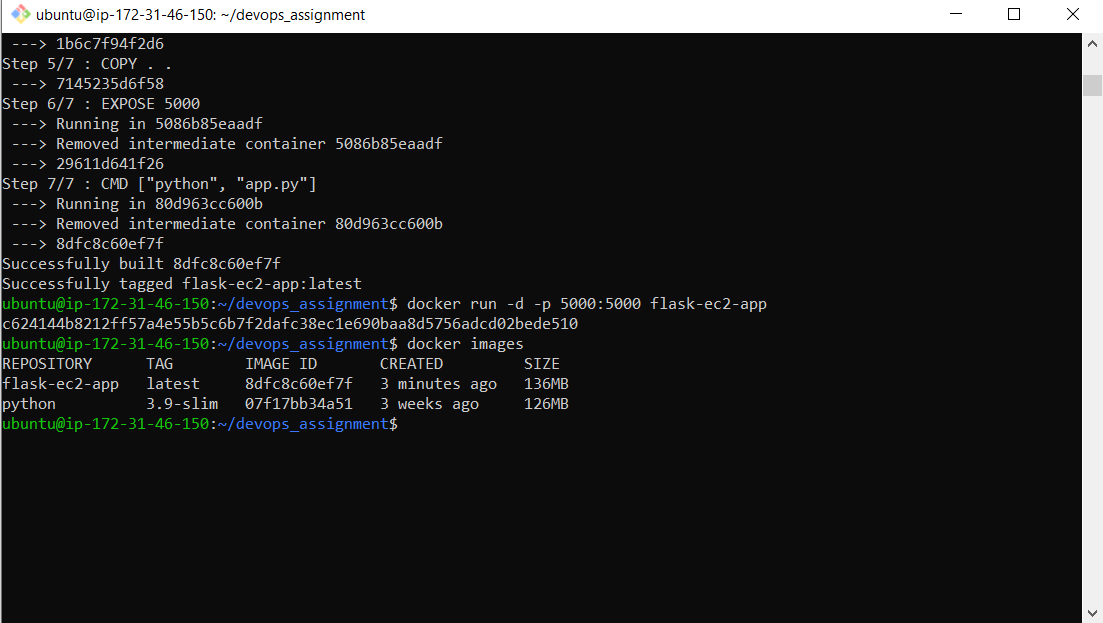 ubuntu@ip-172-31-46-150: ~/devops_assignment
---> 1b6c7f94f2d6
Step 5/7 : COPY . .
---> 7145235d6f58
Step 6/7 : EXPOSE 5000
---> Running in 5086b85eaadf
---> Removed intermediate container 5086b85eaadf
---> 29611d641f26
Step 7/7 : CMD ["python", "app.py"]
---> Running in 80d963cc600b
---> Removed intermediate container 80d963cc600b
---> 8dfc8c60ef7f
Successfully built 8dfc8c60ef7f
Successfully tagged flask-ec2-app:latest
ubuntu@ip-172-31-46-150:~/devops_assignment$ docker run -d -p 5000:5000 flask-ec2-app
c624144b8212ff57a4e55b5c6b7f2dafc38ec1e690baa8d5756adcd02bede510
ubuntu@ip-172-31-46-150:~/devops_assignment$ docker images
REPOSITORY      TAG        IMAGE ID       CREATED         SIZE
flask-ec2-app   latest     8dfc8c60ef7f   3 minutes ago   136MB
python          3.9-slim   07f17bb34a51   3 weeks ago     126MB
ubuntu@ip-172-31-46-150:~/devops_assignment$